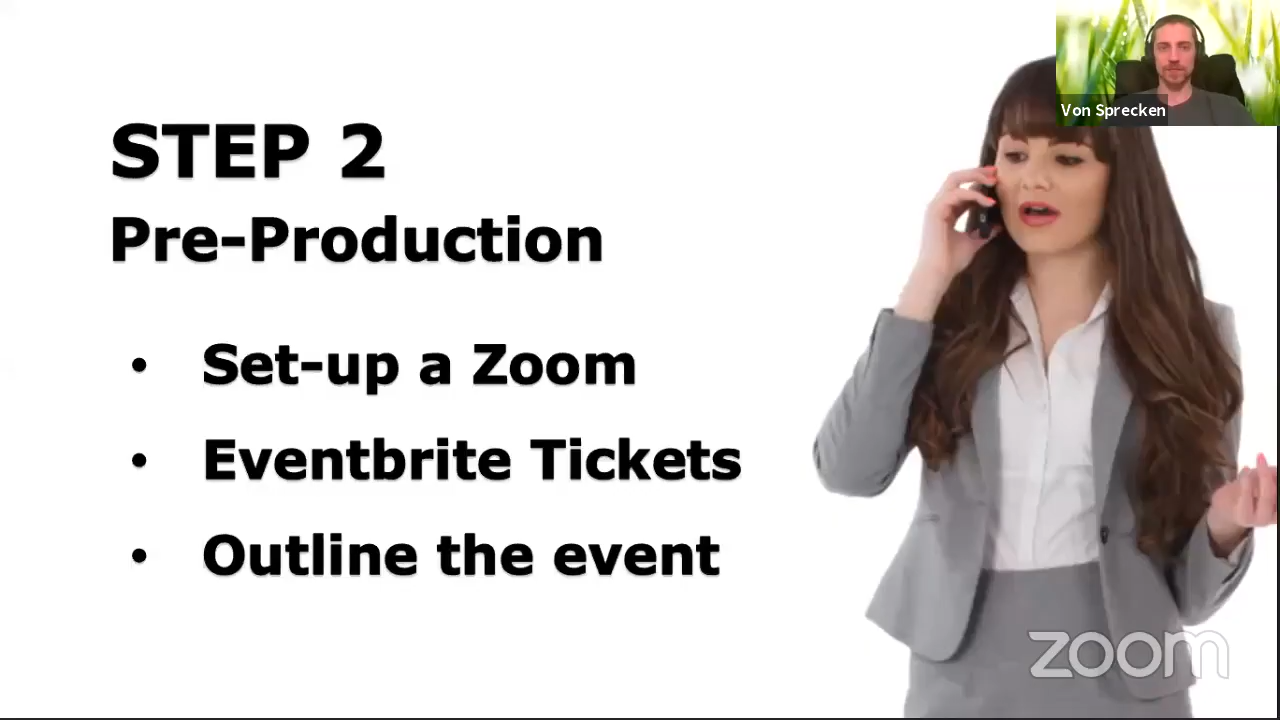 Von Sprecken
STEP 2
Pre-Production
• Set-up a Zoom
• Eventbrite Tickets
• Outline the event
zoom